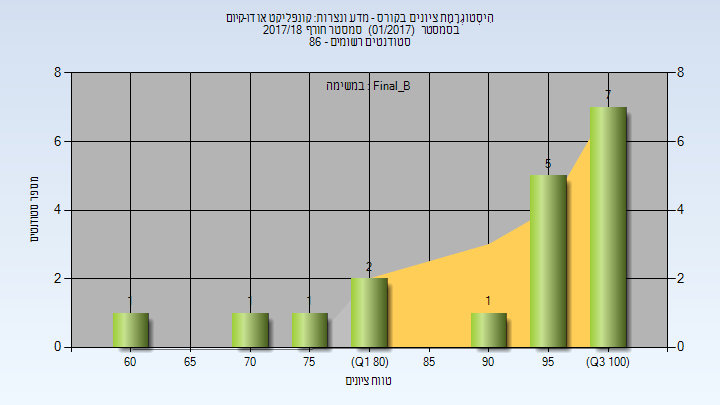 היסטוגרמת ציונים בקורס - מדע ונצרות: קונפליקט או דו-קיום
בסמסטר (01/2017) סמסטר חורף 2017/18
סטודנטים רשומים - 86
במשימה : Final_B
8 8
7
6 6
5
4 4
מספר סטודנטים
2
2 2
1 1 1 1
0 0
60 65 70 75 (Q1 80) 85 90 95 (Q3 100)
טווח ציונים